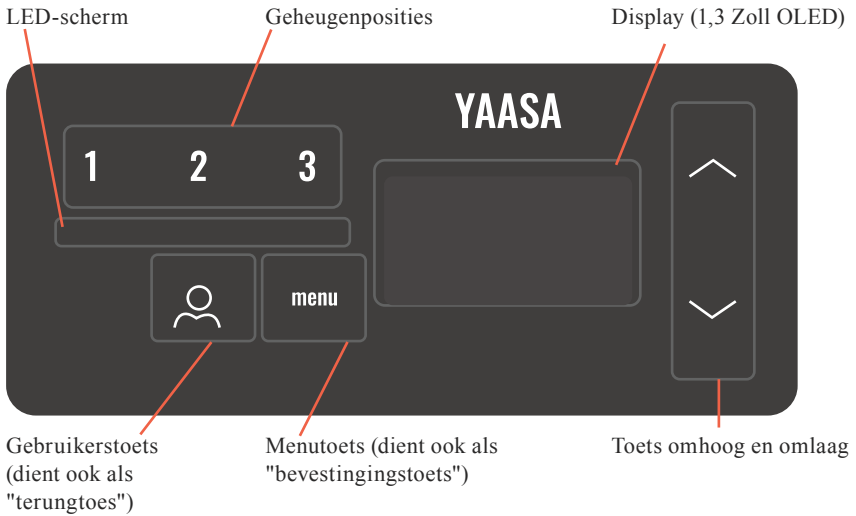 LED-scherm
Geheugenposities
Display (1,3 Zoll OLED)
YAASA
1 2 3
menu
Gebruikerstoets
(dient ook als
"terungtoes")
Menutoets (dient ook als
"bevestingingstoets")
Toets omhoog en omlaag